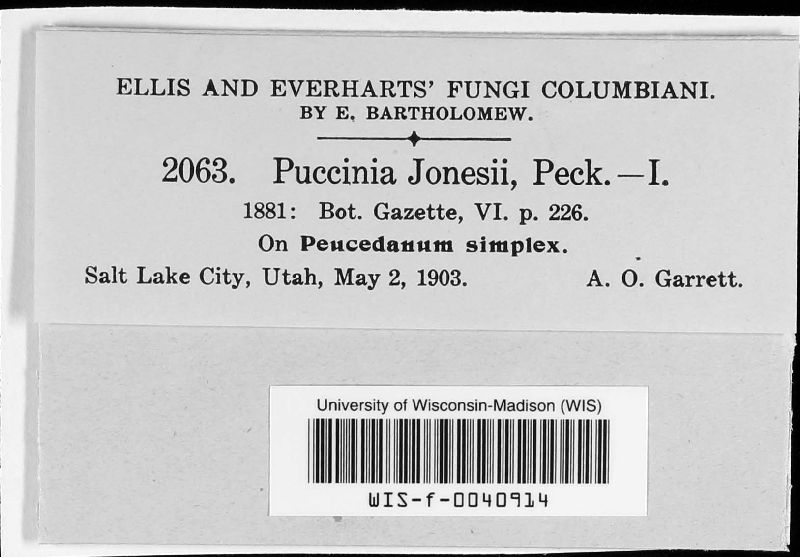 ELLIS AND EVERHARTS' FUNGI COLUMBIANI.
BY E. BARTHOLOMEW.
2063. Puccinia Jonesii, Peck.—I.
1881: Bot. Gazette, VI. p. 226.
On Peucedanum simplex.
Salt Lake City, Utah, May 2, 1903. A. O. Garrett.
University of Wisconsin-Madison (WIS)
WIS-f-0040914